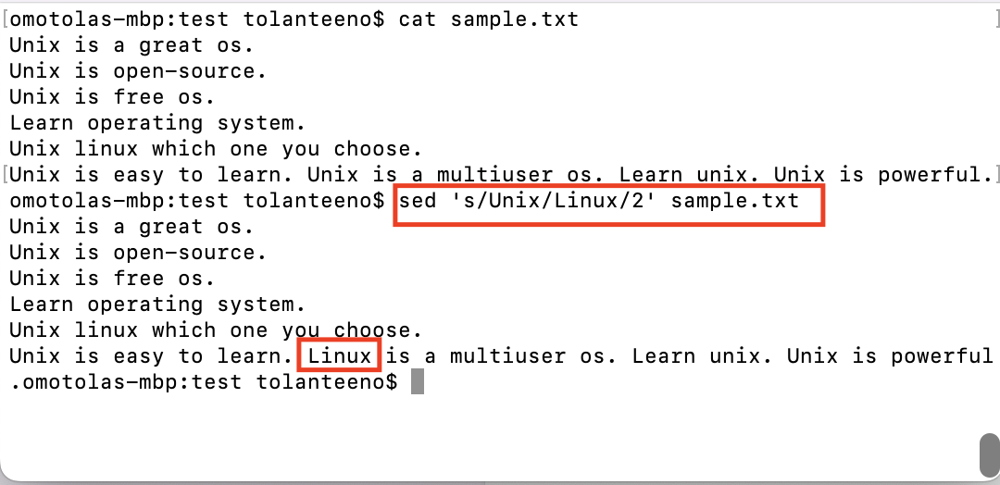 [omotolas-mbp:test tolanteeno$ cat sample.txt ]
Unix is a great os.
Unix is open-source.
Unix is free os.
Learn operating system.
Unix linux which one you choose.
[Unix is easy to learn. Unix is a multiuser os. Learn unix. Unix is powerful.]
omotolas-mbp:test tolanteeno$ sed 's/Unix/Linux/2' sample.txt
Unix is a great os.
Unix is open-source.
Unix is free os.
Learn operating system.
Unix linux which one you choose.
Unix is easy to learn. Linux is a multiuser os. Learn unix. Unix is powerful
.omotolas-mbp:test tolanteeno$